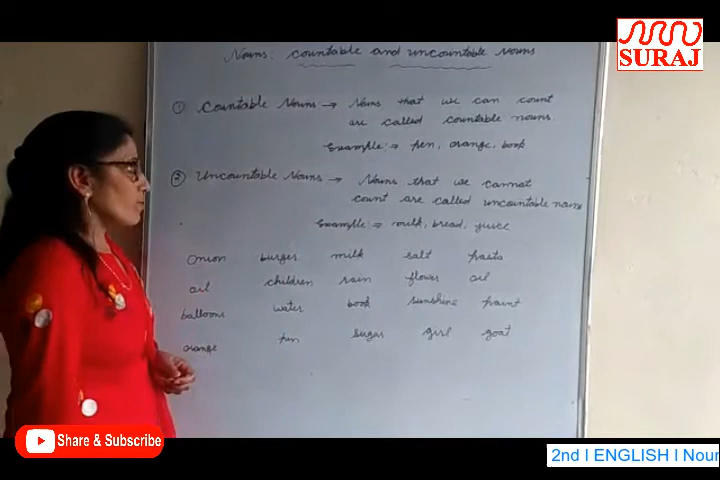 SURAJ
Nouns: countable and uncountable Nouns
① Countable Nouns → Nouns that we can count
are called countable nouns.
Example:⇒ pen, orange, book
② Uncountable Nouns → Nouns that we cannot
count are called uncountable nouns
Example ⇒ milk, bread, juice
onion burger milk salt pasta
oil children rain flower oil
balloons water book sunshine paint
orange pen sugar girl goat
Share & Subscribe
2nd I ENGLISH I Noun